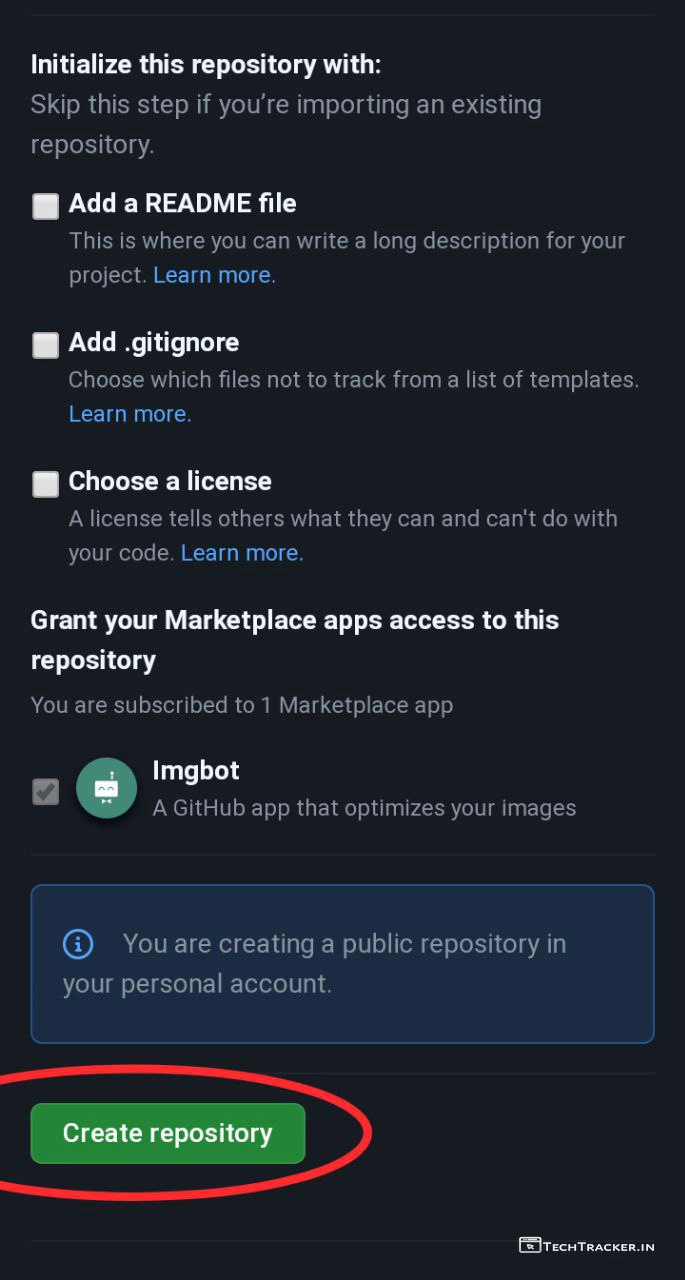 Initialize this repository with:
Skip this step if you’re importing an existing
repository.
Add a README file
This is where you can write a long description for your
project. Learn more.
Add .gitignore
Choose which files not to track from a list of templates.
Learn more.
Choose a license
A license tells others what they can and can't do with
your code. Learn more.
Grant your Marketplace apps access to this
repository
You are subscribed to 1 Marketplace app
Imgbot
A GitHub app that optimizes your images
You are creating a public repository in
your personal account.
Create repository
TECHTRACKER.IN